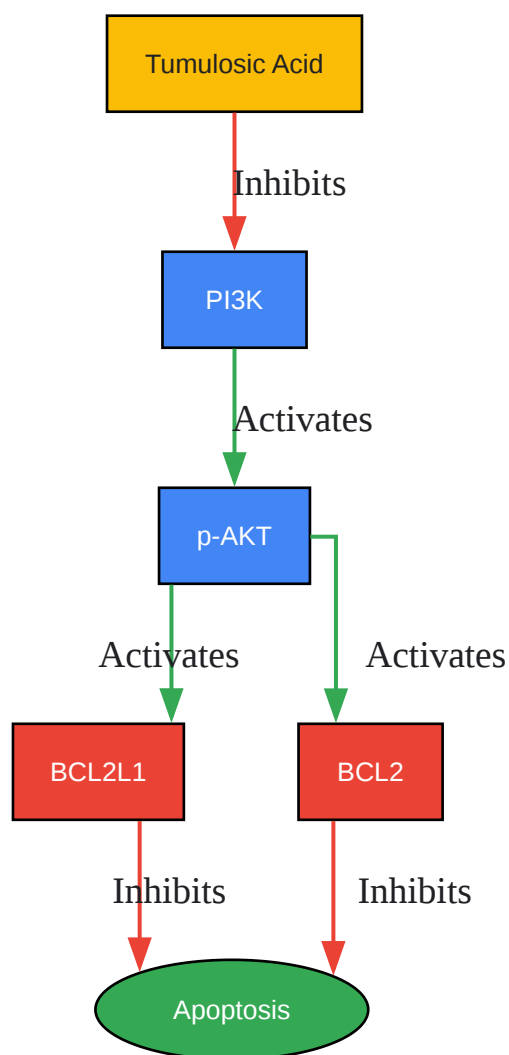 Tumulosic Acid
Inhibits
PI3K
Activates
p-AKT
Activates
Activates
BCL2L1
BCL2
Inhibits
Inhibits
Apoptosis